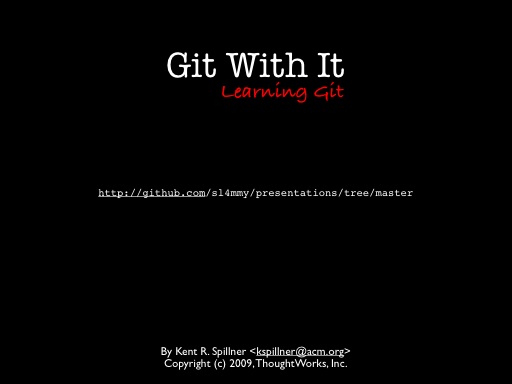 Git With It
Learning Git
http://github.com/sl4mmy/presentations/tree/master
By Kent R. Spillner <kspillner@acm.org>
Copyright (c) 2009, ThoughtWorks, Inc.